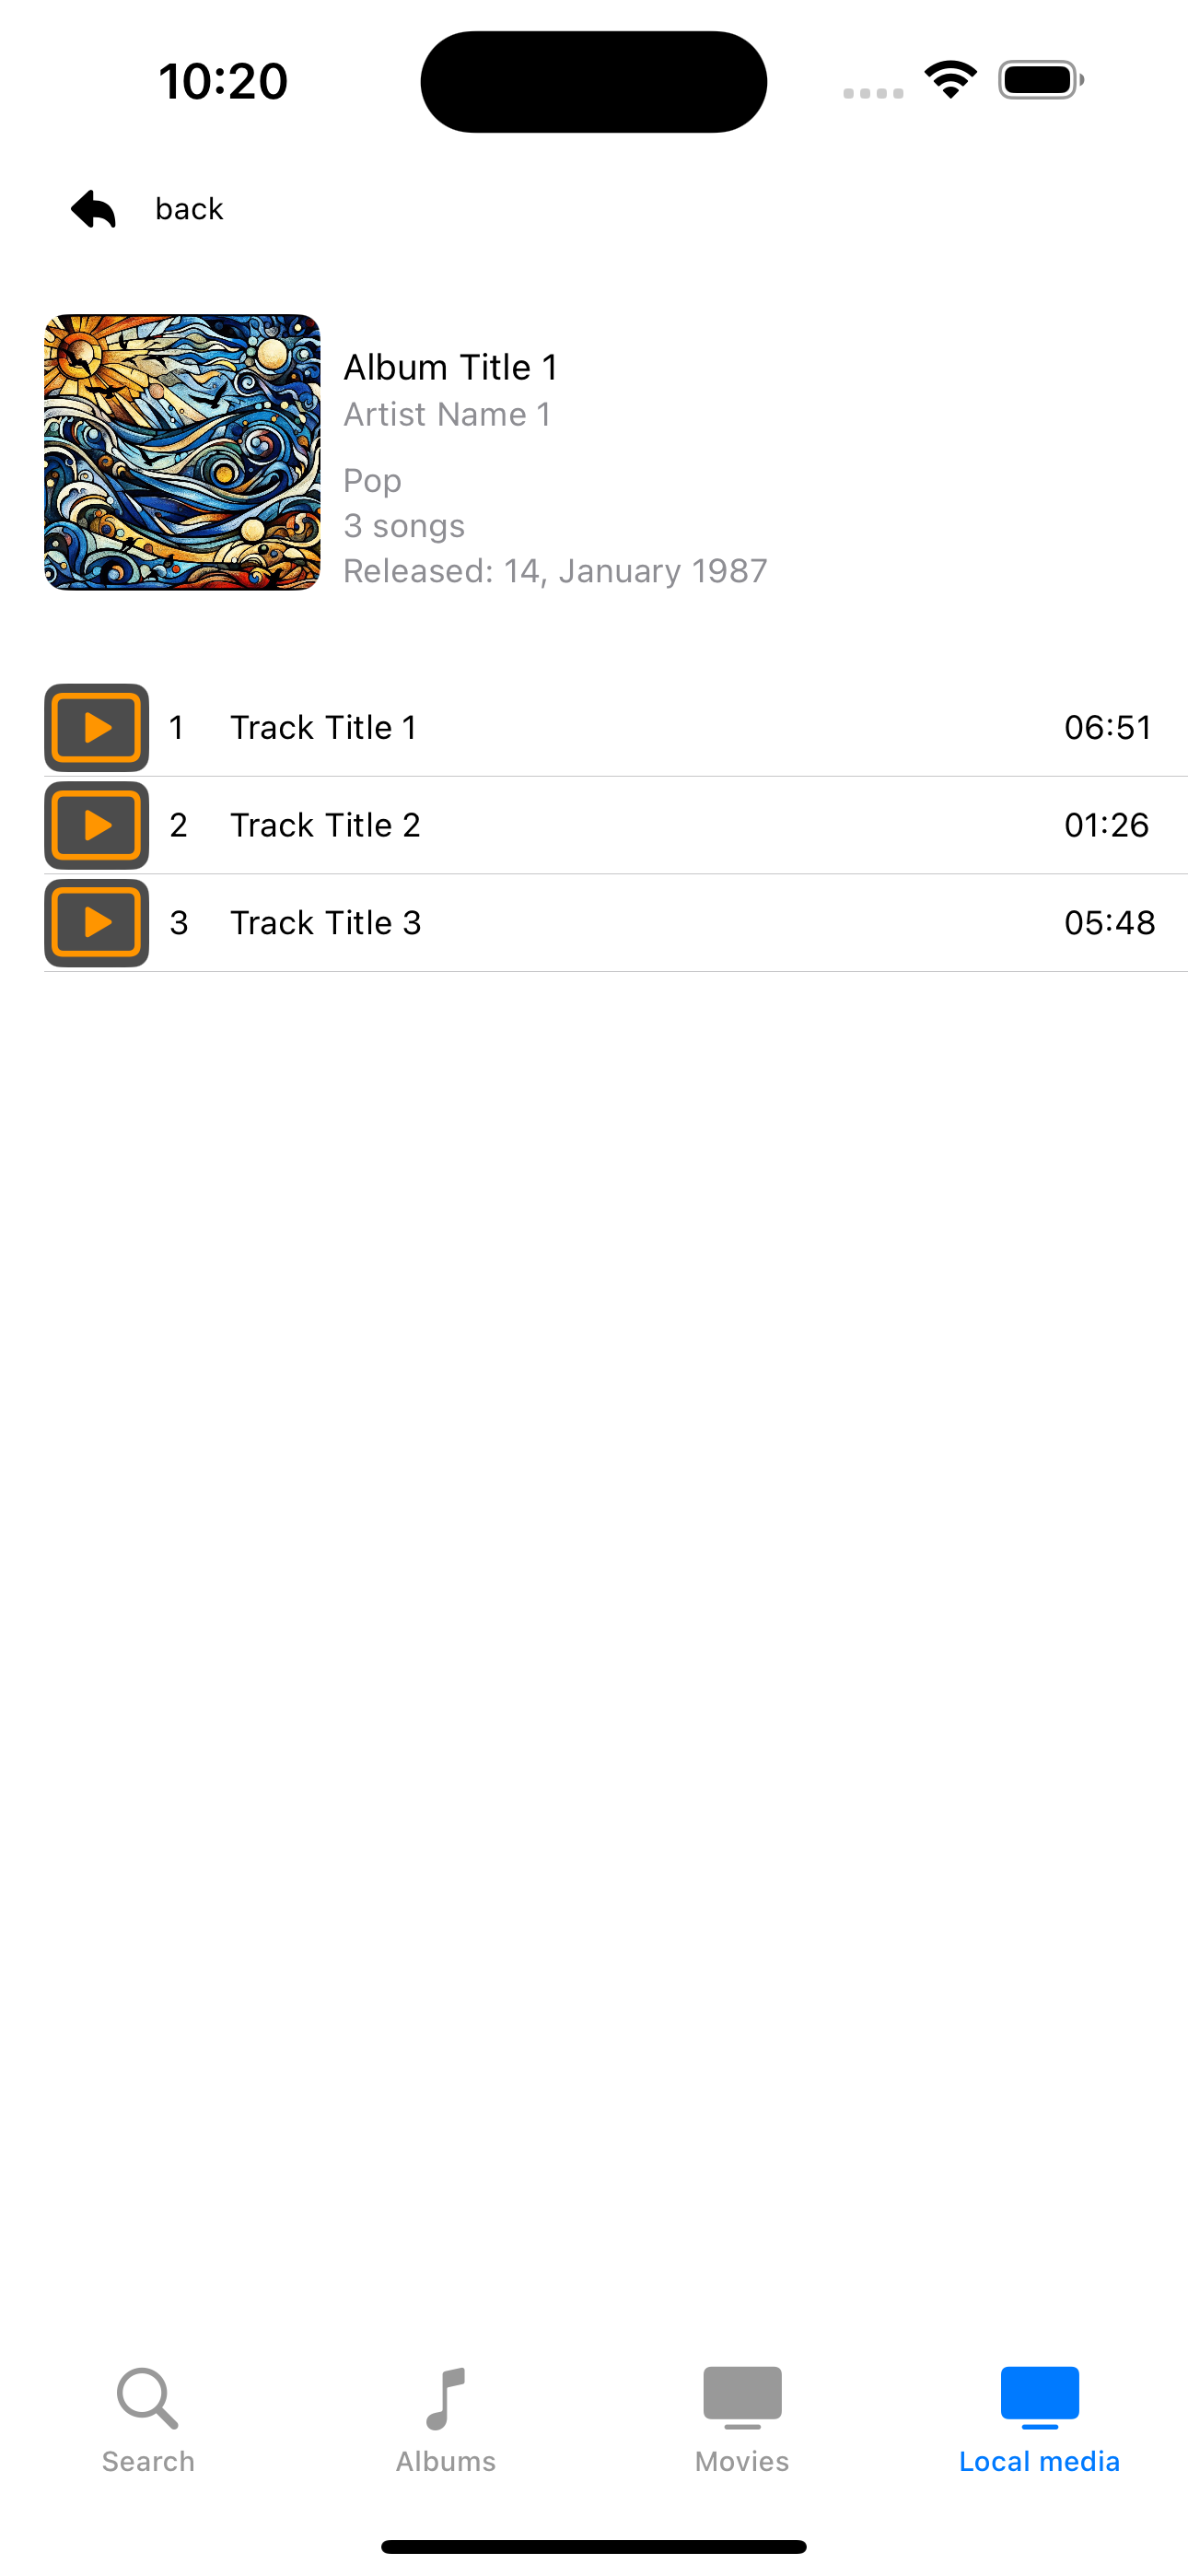 10:20
back
Album Title 1
Artist Name 1
Pop
3 songs
Released: 14, January 1987
1 Track Title 1 06:51
2 Track Title 2 01:26
3 Track Title 3 05:48
Search Albums Movies Local media